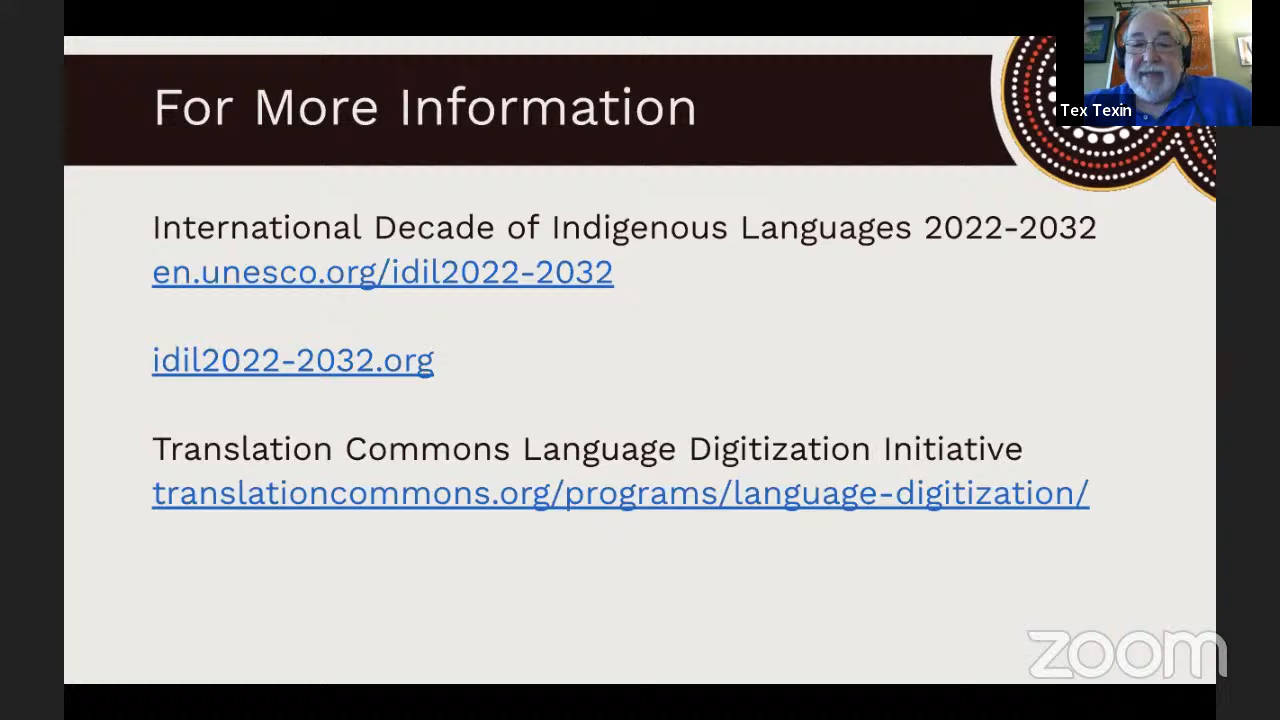 For More Information
Tex Texin
International Decade of Indigenous Languages 2022-2032
en.unesco.org/idil2022-2032
idil2022-2032.org
Translation Commons Language Digitization Initiative
translationcommons.org/programs/language-digitization/
zoom